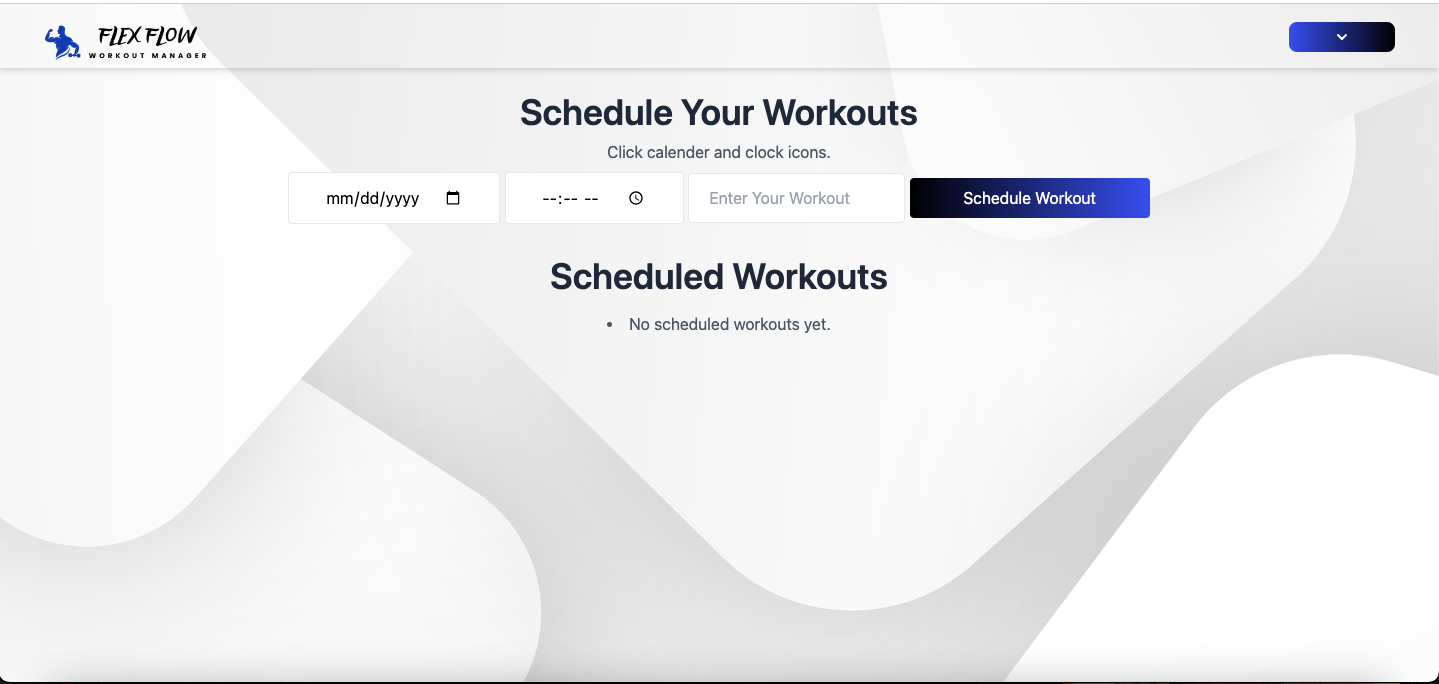 FLEX FLOW
WORKOUT MANAGER
Schedule Your Workouts
Click calender and clock icons.
mm/dd/yyyy
--:-- --
Enter Your Workout
Schedule Workout
Scheduled Workouts
• No scheduled workouts yet.